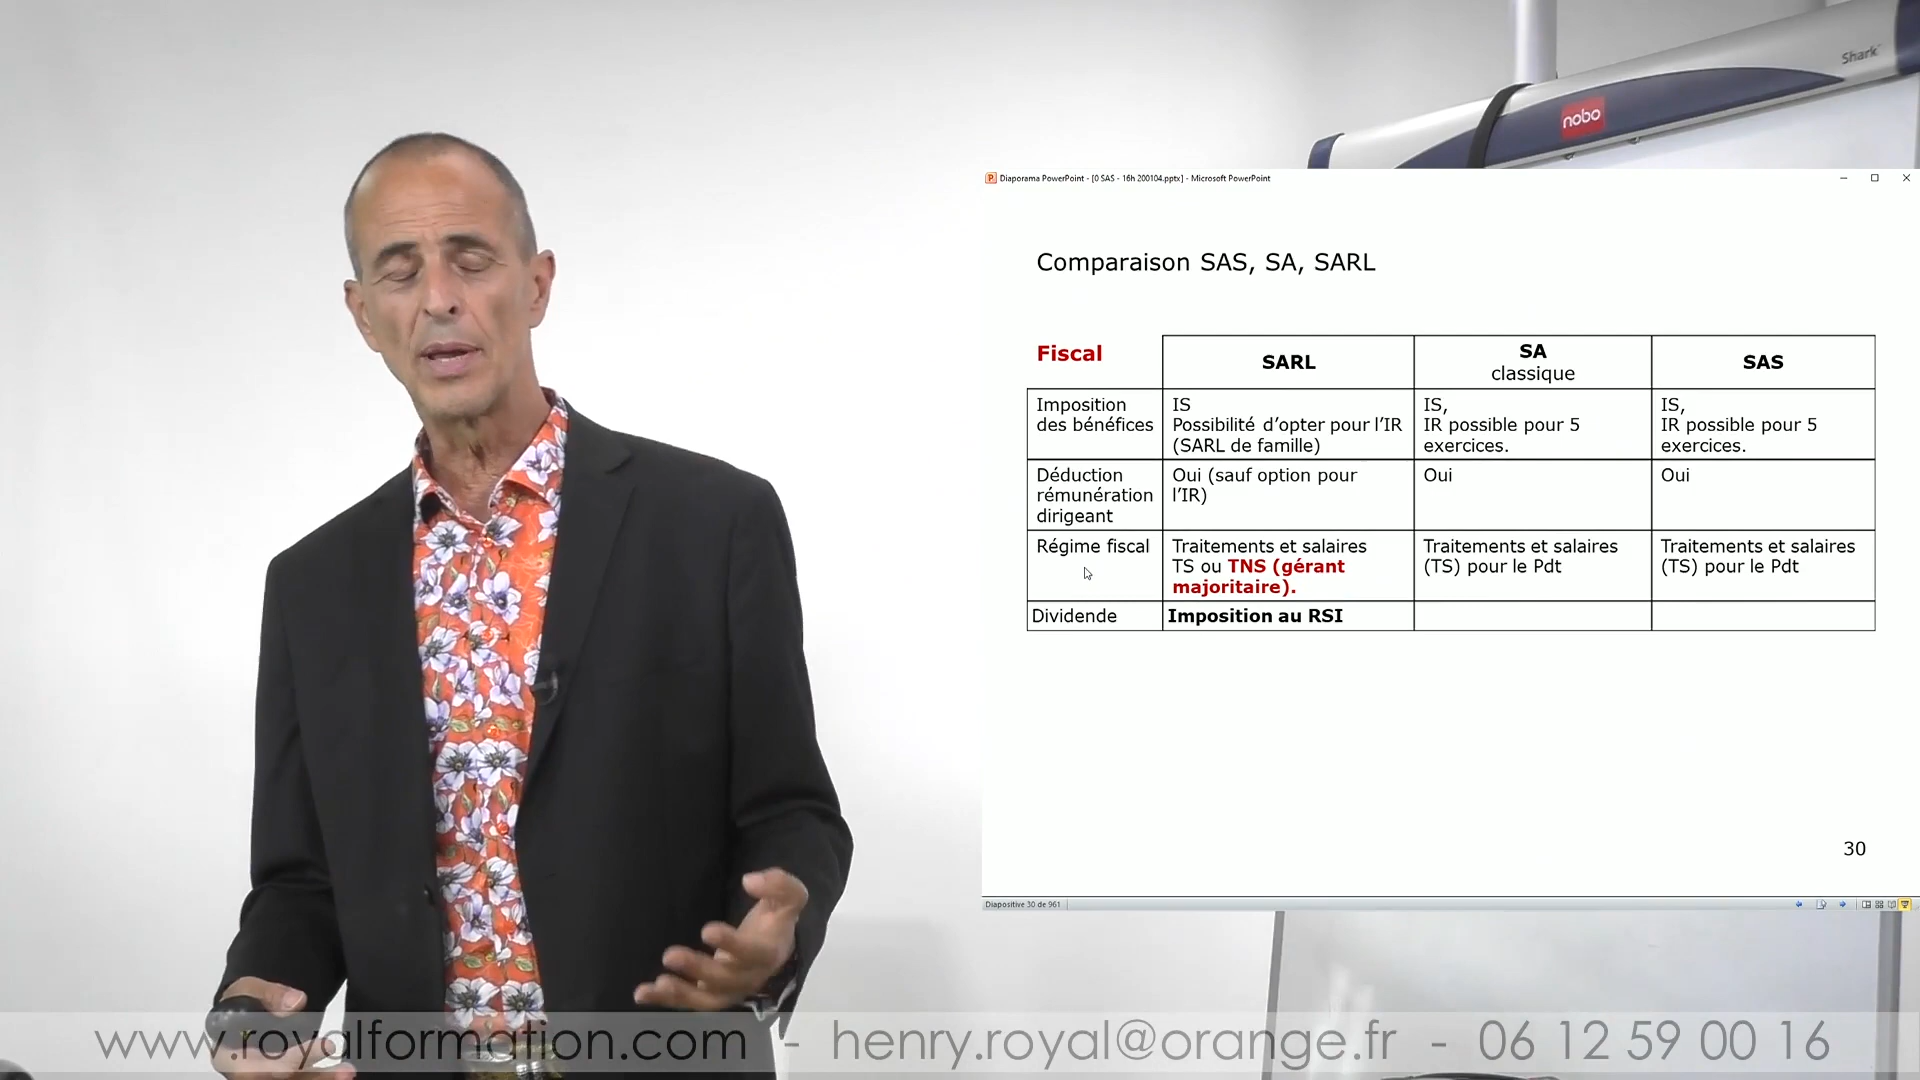 Shark
nobo
Diaporama PowerPoint - [0 SAS - 16h 200104.pptx] - Microsoft PowerPoint
Comparaison SAS, SA, SARL
Fiscal
SARL
SA
classique
SAS
Imposition
des bénéfices
IS
Possibilité d’opter pour l’IR
(SARL de famille)
IS,
IR possible pour 5
exercices.
IS,
IR possible pour 5
exercices.
Déduction
rémunération
dirigeant
Oui (sauf option pour
l’IR)
Oui
Oui
Régime fiscal
Traitements et salaires
TS ou TNS (gérant
majoritaire).
Traitements et salaires
(TS) pour le Pdt
Traitements et salaires
(TS) pour le Pdt
Dividende
Imposition au RSI
30
Diapositive 30 de 961
www.royalformation.com - henry.royal@orange.fr - 06 12 59 00 16